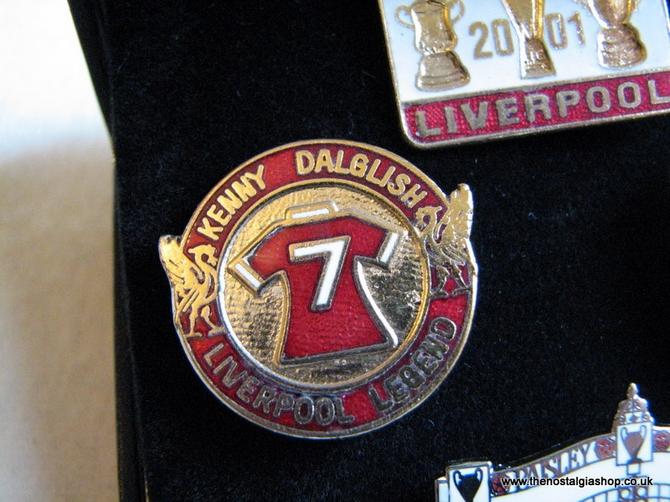 2001
LIVERPOOL
KENNY DALGLISH
7
LIVERPOOL LEGEND
PAISLEY
www.thenostalgiashop.co.uk